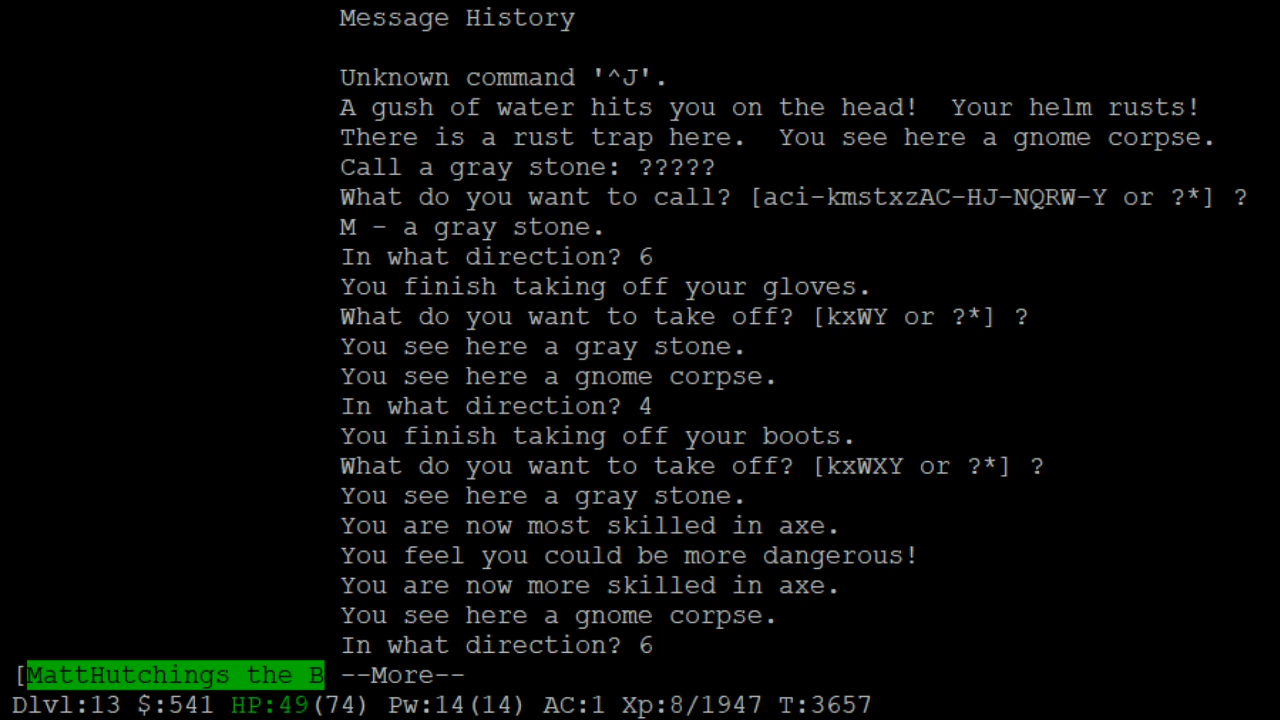 Message History
Unknown command '^J'.
A gush of water hits you on the head!  Your helm rusts!
There is a rust trap here.  You see here a gnome corpse.
Call a gray stone: ?????
What do you want to call? [aci-kmstxzAC-HJ-NQRW-Y or ?*] ?
M - a gray stone.
In what direction? 6
You finish taking off your gloves.
What do you want to take off? [kxWY or ?*] ?
You see here a gray stone.
You see here a gnome corpse.
In what direction? 4
You finish taking off your boots.
What do you want to take off? [kxWXY or ?*] ?
You see here a gray stone.
You are now most skilled in axe.
You feel you could be more dangerous!
You are now more skilled in axe.
You see here a gnome corpse.
In what direction? 6
[MattHutchings the B --More--
Dlvl:13 $:541 HP:49(74) Pw:14(14) AC:1 Xp:8/1947 T:3657